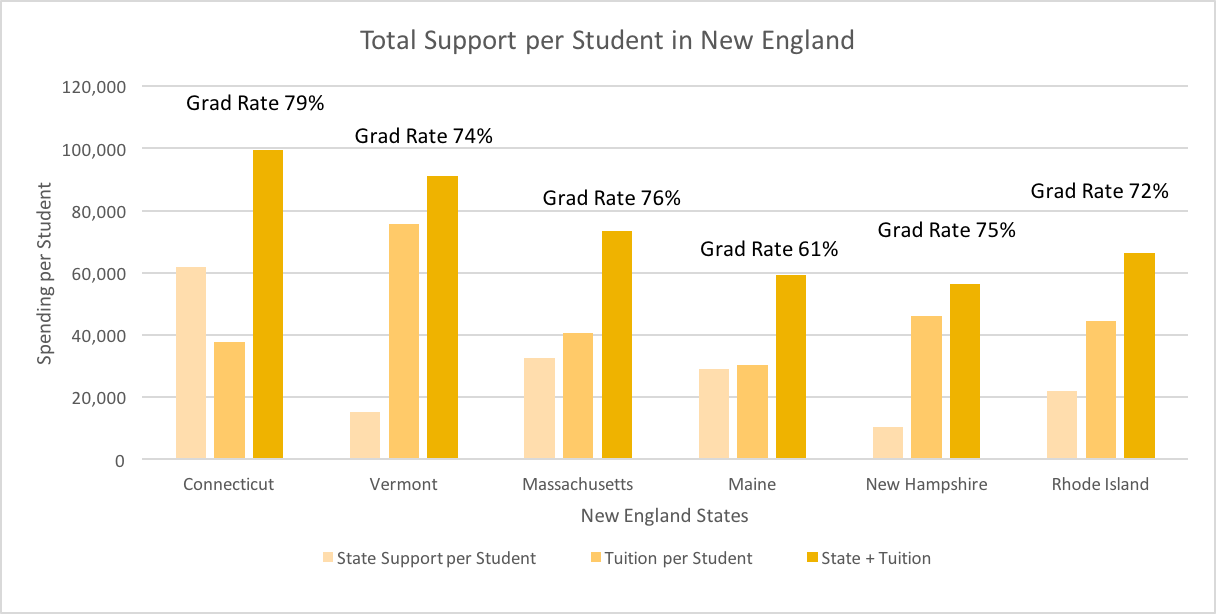 Total Support per Student in New England
120,000
100,000
80,000
60,000
40,000
20,000
0
Spending per Student
Grad Rate 79%
Grad Rate 74%
Grad Rate 76%
Grad Rate 61%
Grad Rate 75%
Grad Rate 72%
Connecticut
Vermont
Massachusetts
Maine
New Hampshire
Rhode Island
New England States
State Support per Student
Tuition per Student
State + Tuition